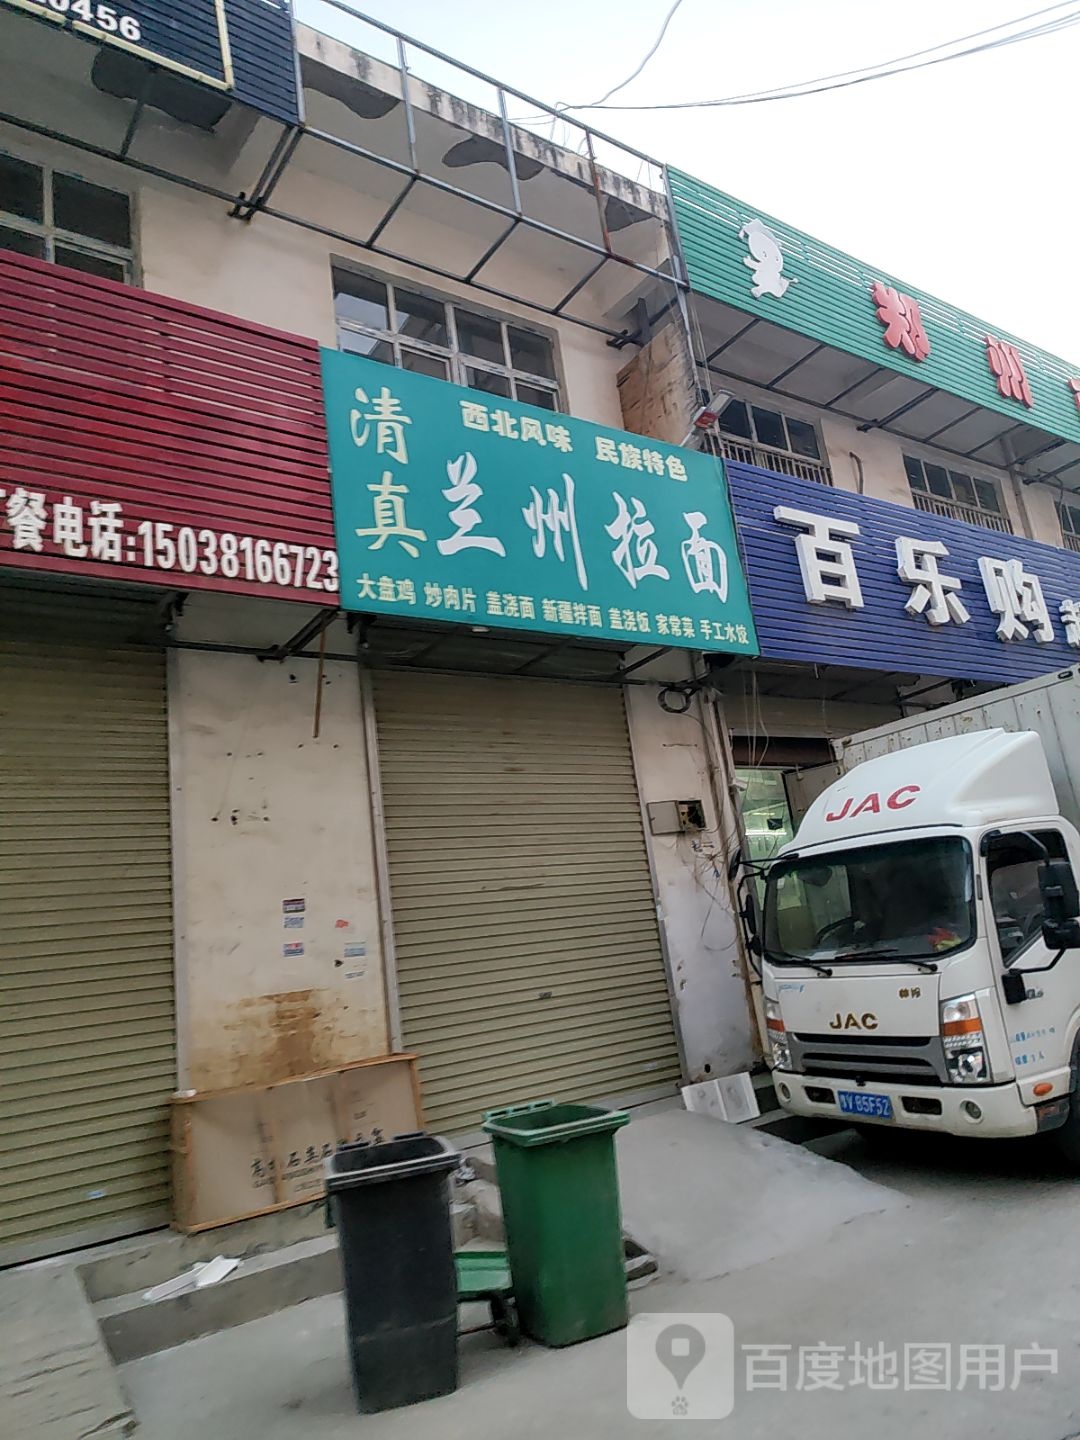 0456
餐电话:15038166723
清真
西北风味 民族特色
兰州拉面
大盘鸡 炒肉片 盖浇面 新疆拌面 盖浇饭 家常菜 手工水饺
郑州
百乐购
JAC
JAC
B5F52
百度地图用户